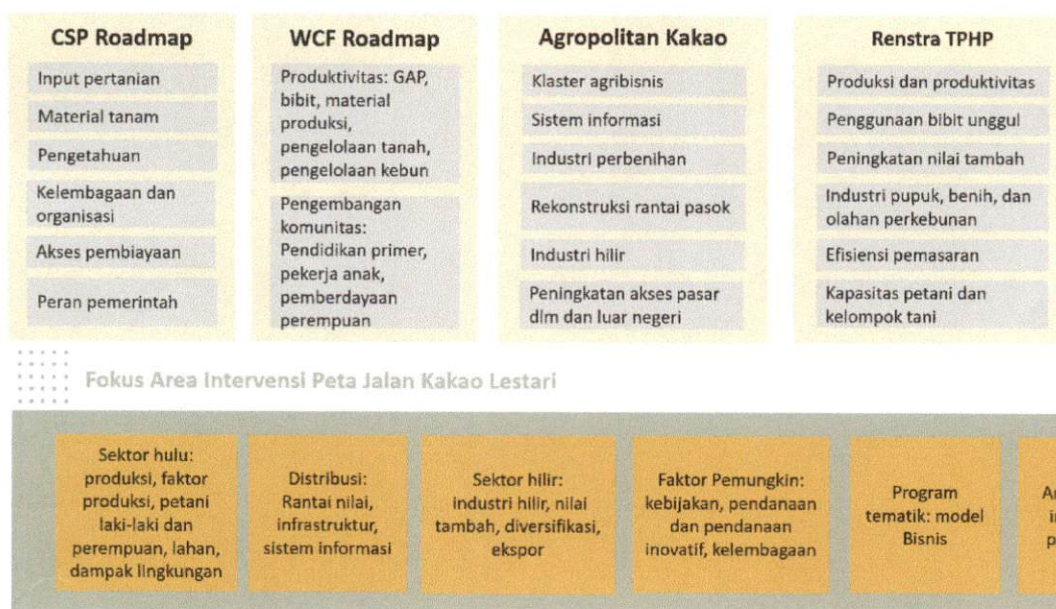 CSP Roadmap
Input pertanian
Material tanam
Pengetahuan
Kelembagaan dan
organisasi
Akses pembiayaan
Peran pemerintah
WCF Roadmap
Produktivitas: GAP,
bibit, material
produksi,
pengelolaan tanah,
pengelolaan kebun
Pengembangan
komunitas:
Pendidikan primer,
pekerja anak,
pemberdayaan
perempuan
Agropolitan Kakao
Klaster agribisnis
Sistem informasi
Industri perbenihan
Rekonstruksi rantai pasok
Industri hilir
Peningkatan akses pasar
dlm dan luar negeri
Renstra TPHP
Produksi dan produktivitas
Penggunaan bibit unggul
Peningkatan nilai tambah
Industri pupuk, benih, dan
olahan perkebunan
Efisiensi pemasaran
Kapasitas petani dan
kelompok tani
Fokus Area Intervensi Peta Jalan Kakao Lestari
Sektor hulu:
produksi, faktor
produksi, petani
laki-laki dan
perempuan, lahan,
dampak lingkungan
Distribusi:
Rantai nilai,
infrastruktur,
sistem informasi
Sektor hilir:
industri hilir, nilai
tambah, diversifikasi,
ekspor
Faktor Pemungkin:
kebijakan, pendanaan
dan pendanaan
inovatif, kelembagaan
Program
tematik: model
Bisnis